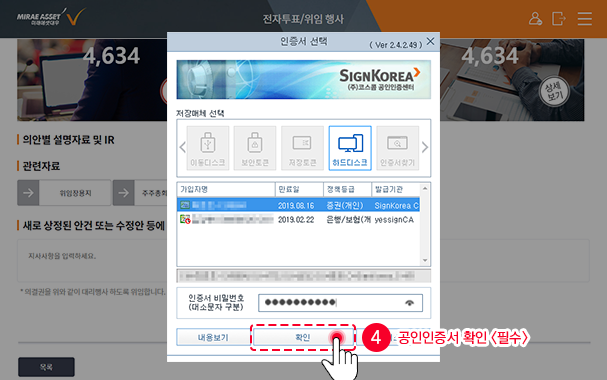 MIRAE ASSET
미래에셋대우
전자투표/위임 행사
4,634
4,634
상세
보기
의안별 설명자료 및 IR
관련자료
위임장용지
주주총회
새로 상정된 안건 또는 수정안 등에
지시사항을 입력하세요.
* 의결권을 위와 같이 대리행사 하도록 위임합니다.
목록
인증서 선택
( Ver 2.4.2.49 )
SIGNKOREA
(주)코스콤 공인인증센터
저장매체 선택
이동디스크
보안토큰
저장토큰
하드디스크
인증서찾기
가입자명 만료일 정책등급 발급기관
2019.08.16 증권(개인) SignKorea C
2019.02.22 은행/보험(개 yessignCA
인증서 비밀번호
(대소문자 구분)
●●●●●●●●●●
내용보기
확인
4 공인인증서 확인 <필수>